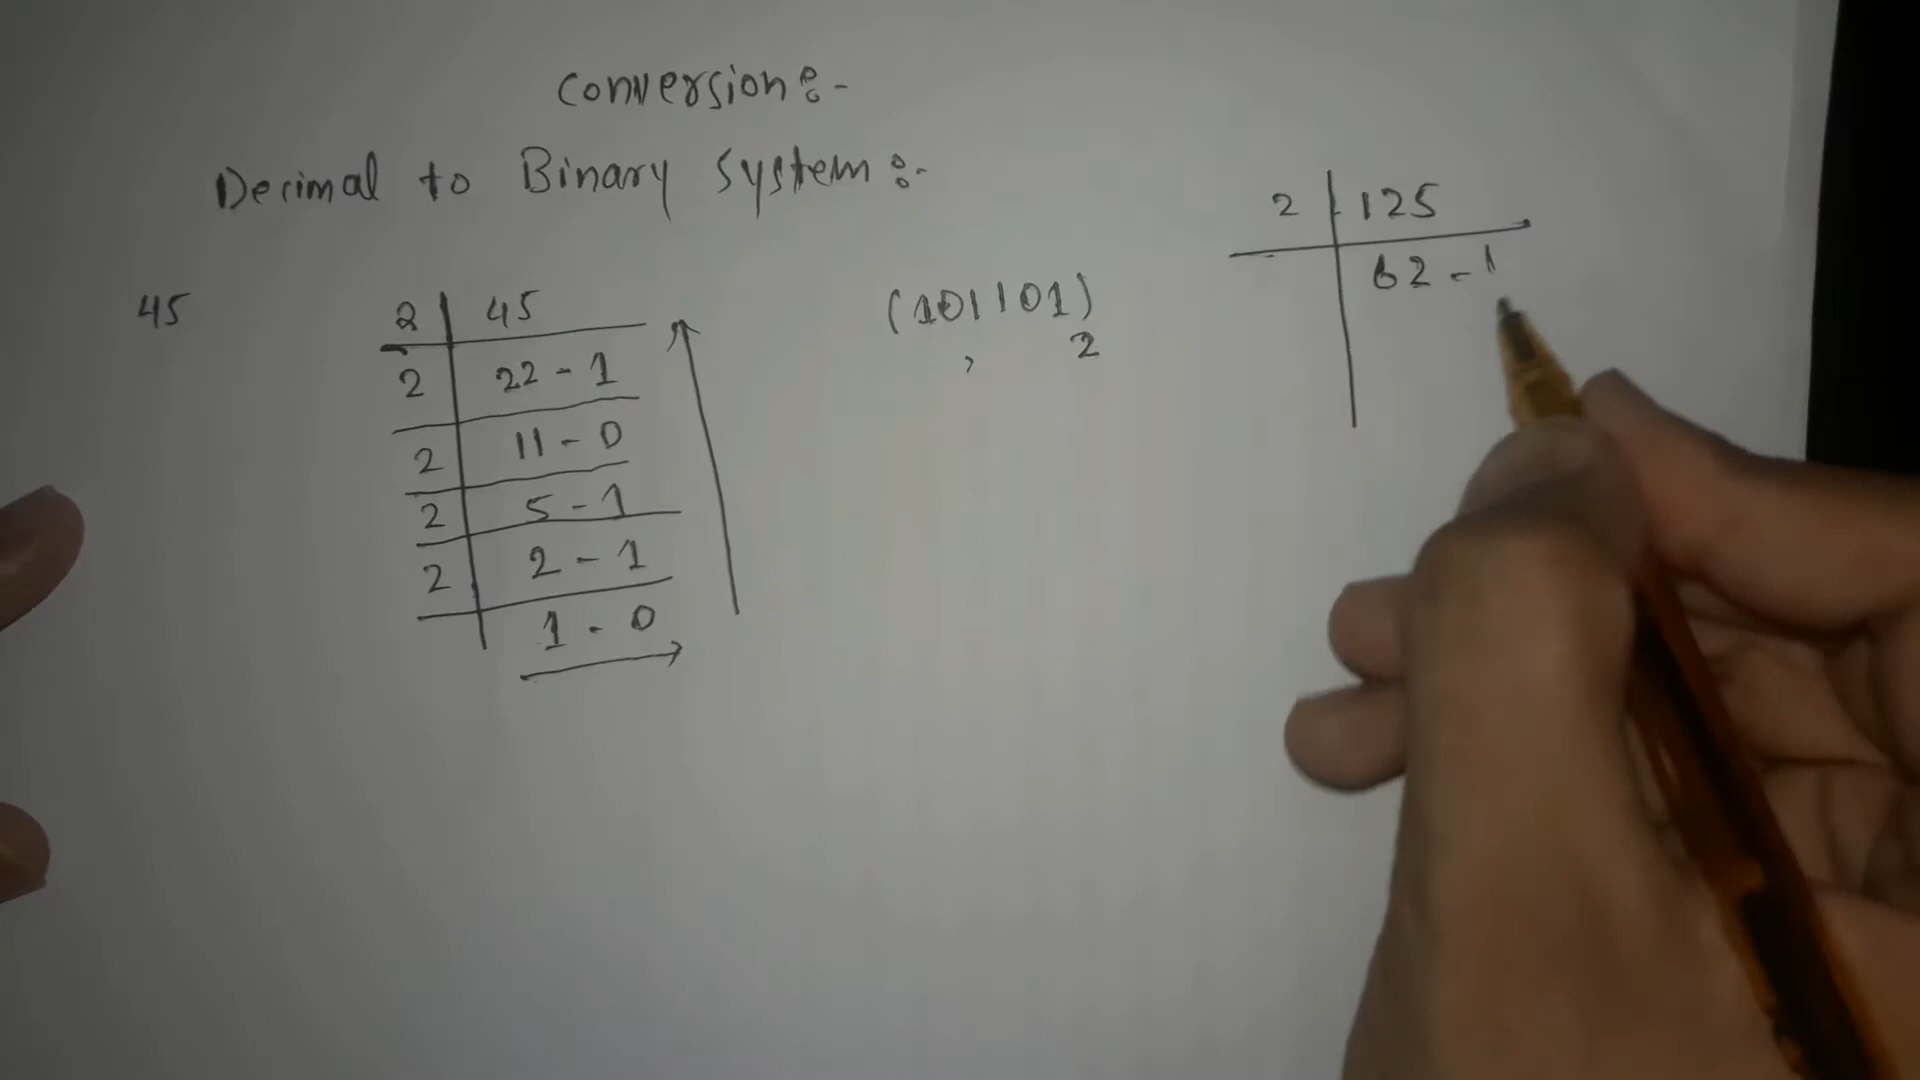 Conversion:-
Decimal to Binary System:-
45
2 | 45
2 | 22 - 1
2 | 11 - 0
2 | 5 - 1
2 | 2 - 1
1 - 0
(101101)
2
2 | 125
62 - 1